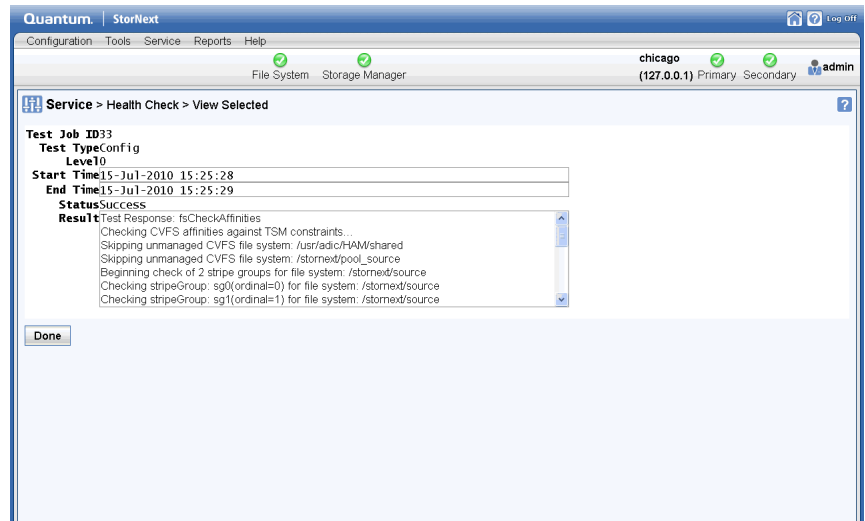 Quantum. StorNext Log Off
Configuration Tools Service Reports Help
File System Storage Manager chicago (127.0.0.1) Primary Secondary admin
Service > Health Check > View Selected
Test Job ID33
Test TypeConfig
Level0
Start Time15-Jul-2010 15:25:28
End Time15-Jul-2010 15:25:29
StatusSuccess
ResultTest Response: fsCheckAffinities
Checking CVFS affinities against TSM constraints...
Skipping unmanaged CVFS file system: /usr/adic/HAM/shared
Skipping unmanaged CVFS file system: /stornext/pool_source
Beginning check of 2 stripe groups for file system: /stornext/source
Checking stripeGroup: sg0(ordinal=0) for file system: /stornext/source
Checking stripeGroup: sg1(ordinal=1) for file system: /stornext/source
Done